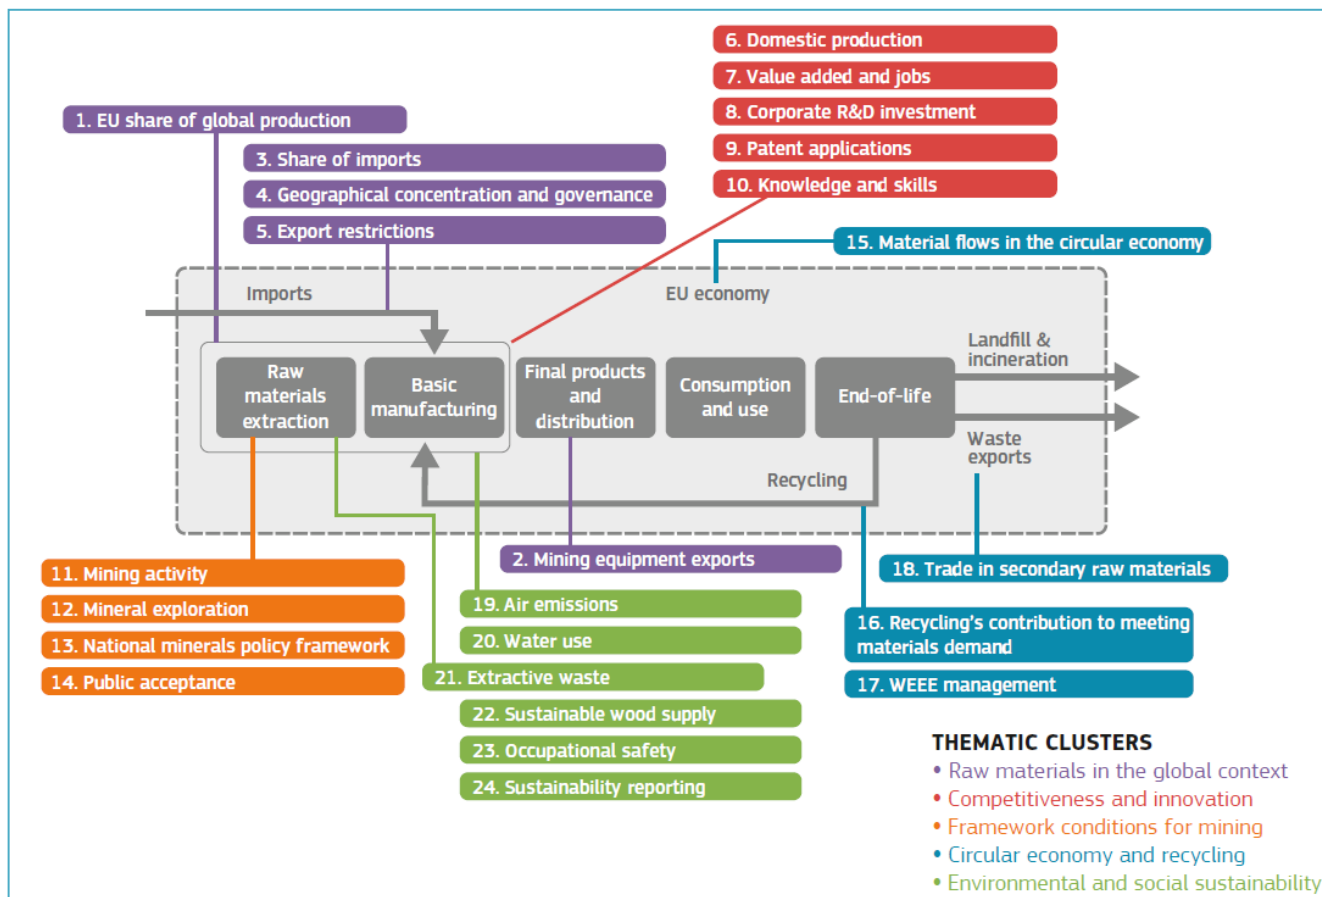 6. Domestic production
7. Value added and jobs
8. Corporate R&D investment
9. Patent applications
10. Knowledge and skills
1. EU share of global production
3. Share of imports
4. Geographical concentration and governance
5. Export restrictions
15. Material flows in the circular economy
Imports
EU economy
Raw
materials
extraction
Basic
manufacturing
Final products
and
distribution
Consumption
and use
End-of-life
Landfill &
incineration
Waste
exports
Recycling
2. Mining equipment exports
18. Trade in secondary raw materials
11. Mining activity
12. Mineral exploration
13. National minerals policy framework
14. Public acceptance
19. Air emissions
20. Water use
21. Extractive waste
22. Sustainable wood supply
23. Occupational safety
24. Sustainability reporting
16. Recycling's contribution to meeting
materials demand
17. WEEE management
THEMATIC CLUSTERS
• Raw materials in the global context
• Competitiveness and innovation
• Framework conditions for mining
• Circular economy and recycling
• Environmental and social sustainability